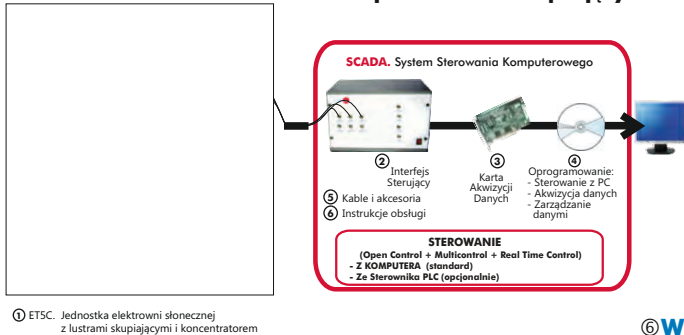 SCADA. System Sterowania Komputerowego
② Interfejs Sterujący
③ Karta Akwizycji Danych
④ Oprogramowanie:
- Sterowanie z PC
- Akwizycja danych
- Zarządzanie danymi
⑤ Kable i akcesoria
⑥ Instrukcje obsługi
STEROWANIE
(Open Control + Multicontrol + Real Time Control)
- Z KOMPUTERA (standard)
- Ze Sterownika PLC (opcjonalnie)
① ET5C. Jednostka elektrowni słonecznej
z lustrami skupiającymi i koncentratorem
⑥W